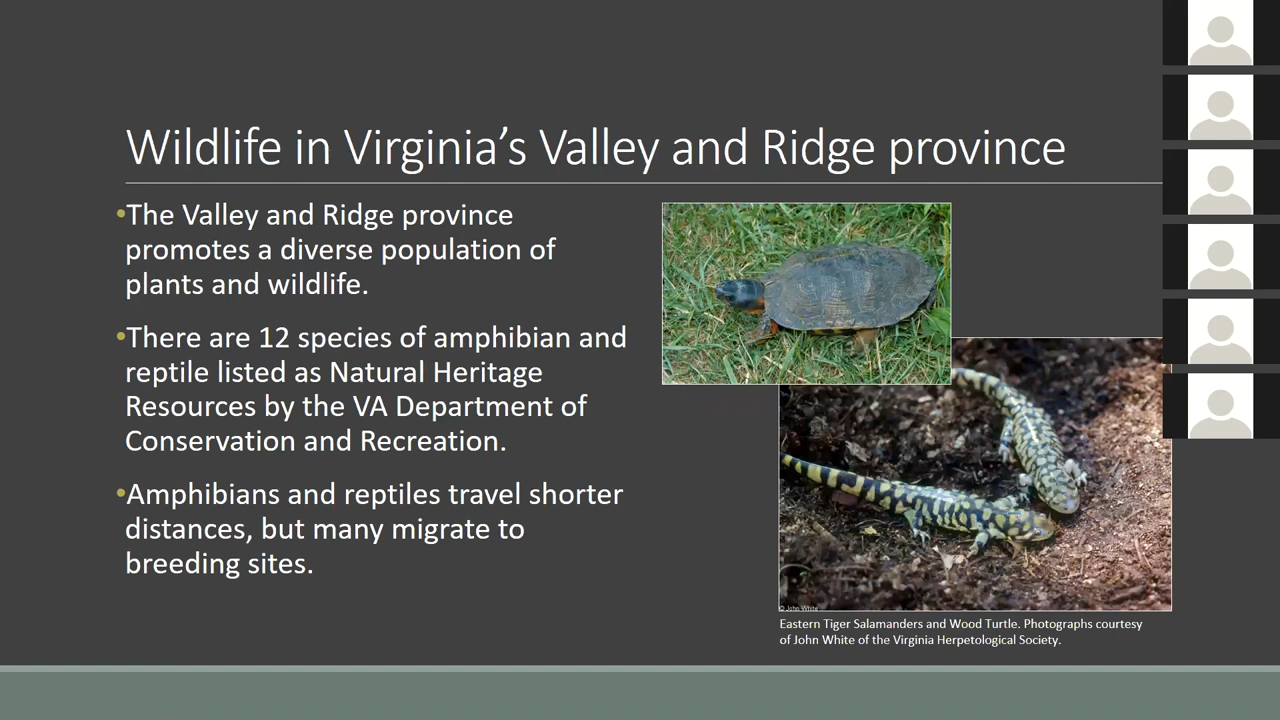 Wildlife in Virginia’s Valley and Ridge province
•The Valley and Ridge province
promotes a diverse population of
plants and wildlife.
•There are 12 species of amphibian and
reptile listed as Natural Heritage
Resources by the VA Department of
Conservation and Recreation.
•Amphibians and reptiles travel shorter
distances, but many migrate to
breeding sites.
© John White
Eastern Tiger Salamanders and Wood Turtle. Photographs courtesy
of John White of the Virginia Herpetological Society.